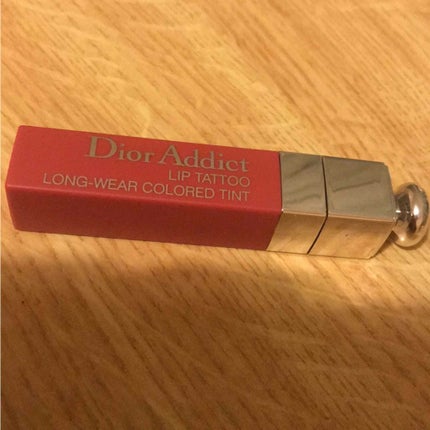 Dior Addict
LIP TATTOO
LONG-WEAR COLORED TINT